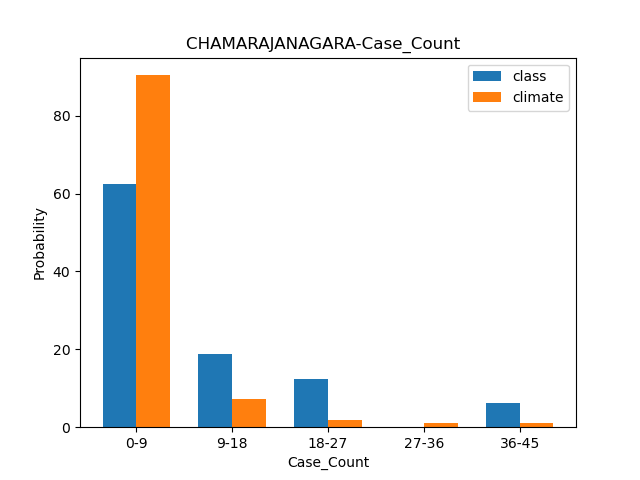 CHAMARAJANAGARA-Case_Count
class
climate
80
60
40
20
0
Probability
0-9 9-18 18-27 27-36 36-45
Case_Count